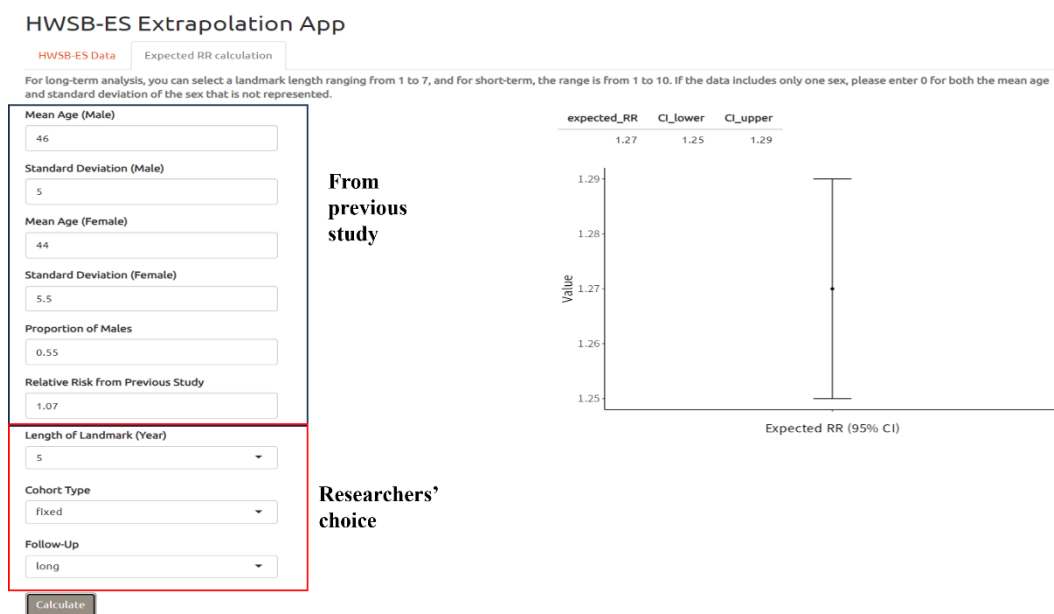 HWSB-ES Extrapolation App
HWSB-ES Data
Expected RR calculation
For long-term analysis, you can select a landmark length ranging from 1 to 7, and for short-term, the range is from 1 to 10. If the data includes only one sex, please enter 0 for both the mean age
and standard deviation of the sex that is not represented.
Mean Age (Male)
46
Standard Deviation (Male)
5
Mean Age (Female)
44
Standard Deviation (Female)
5.5
Proportion of Males
0.55
Relative Risk from Previous Study
1.07
From
previous
study
Length of Landmark (Year)
5
Cohort Type
fixed
Follow-Up
long
Researchers'
choice
Calculate
expected_RR CI_lower CI_upper
1.27 1.25 1.29
1.29
1.28
1.27
1.26
1.25
Value
Expected RR (95% CI)